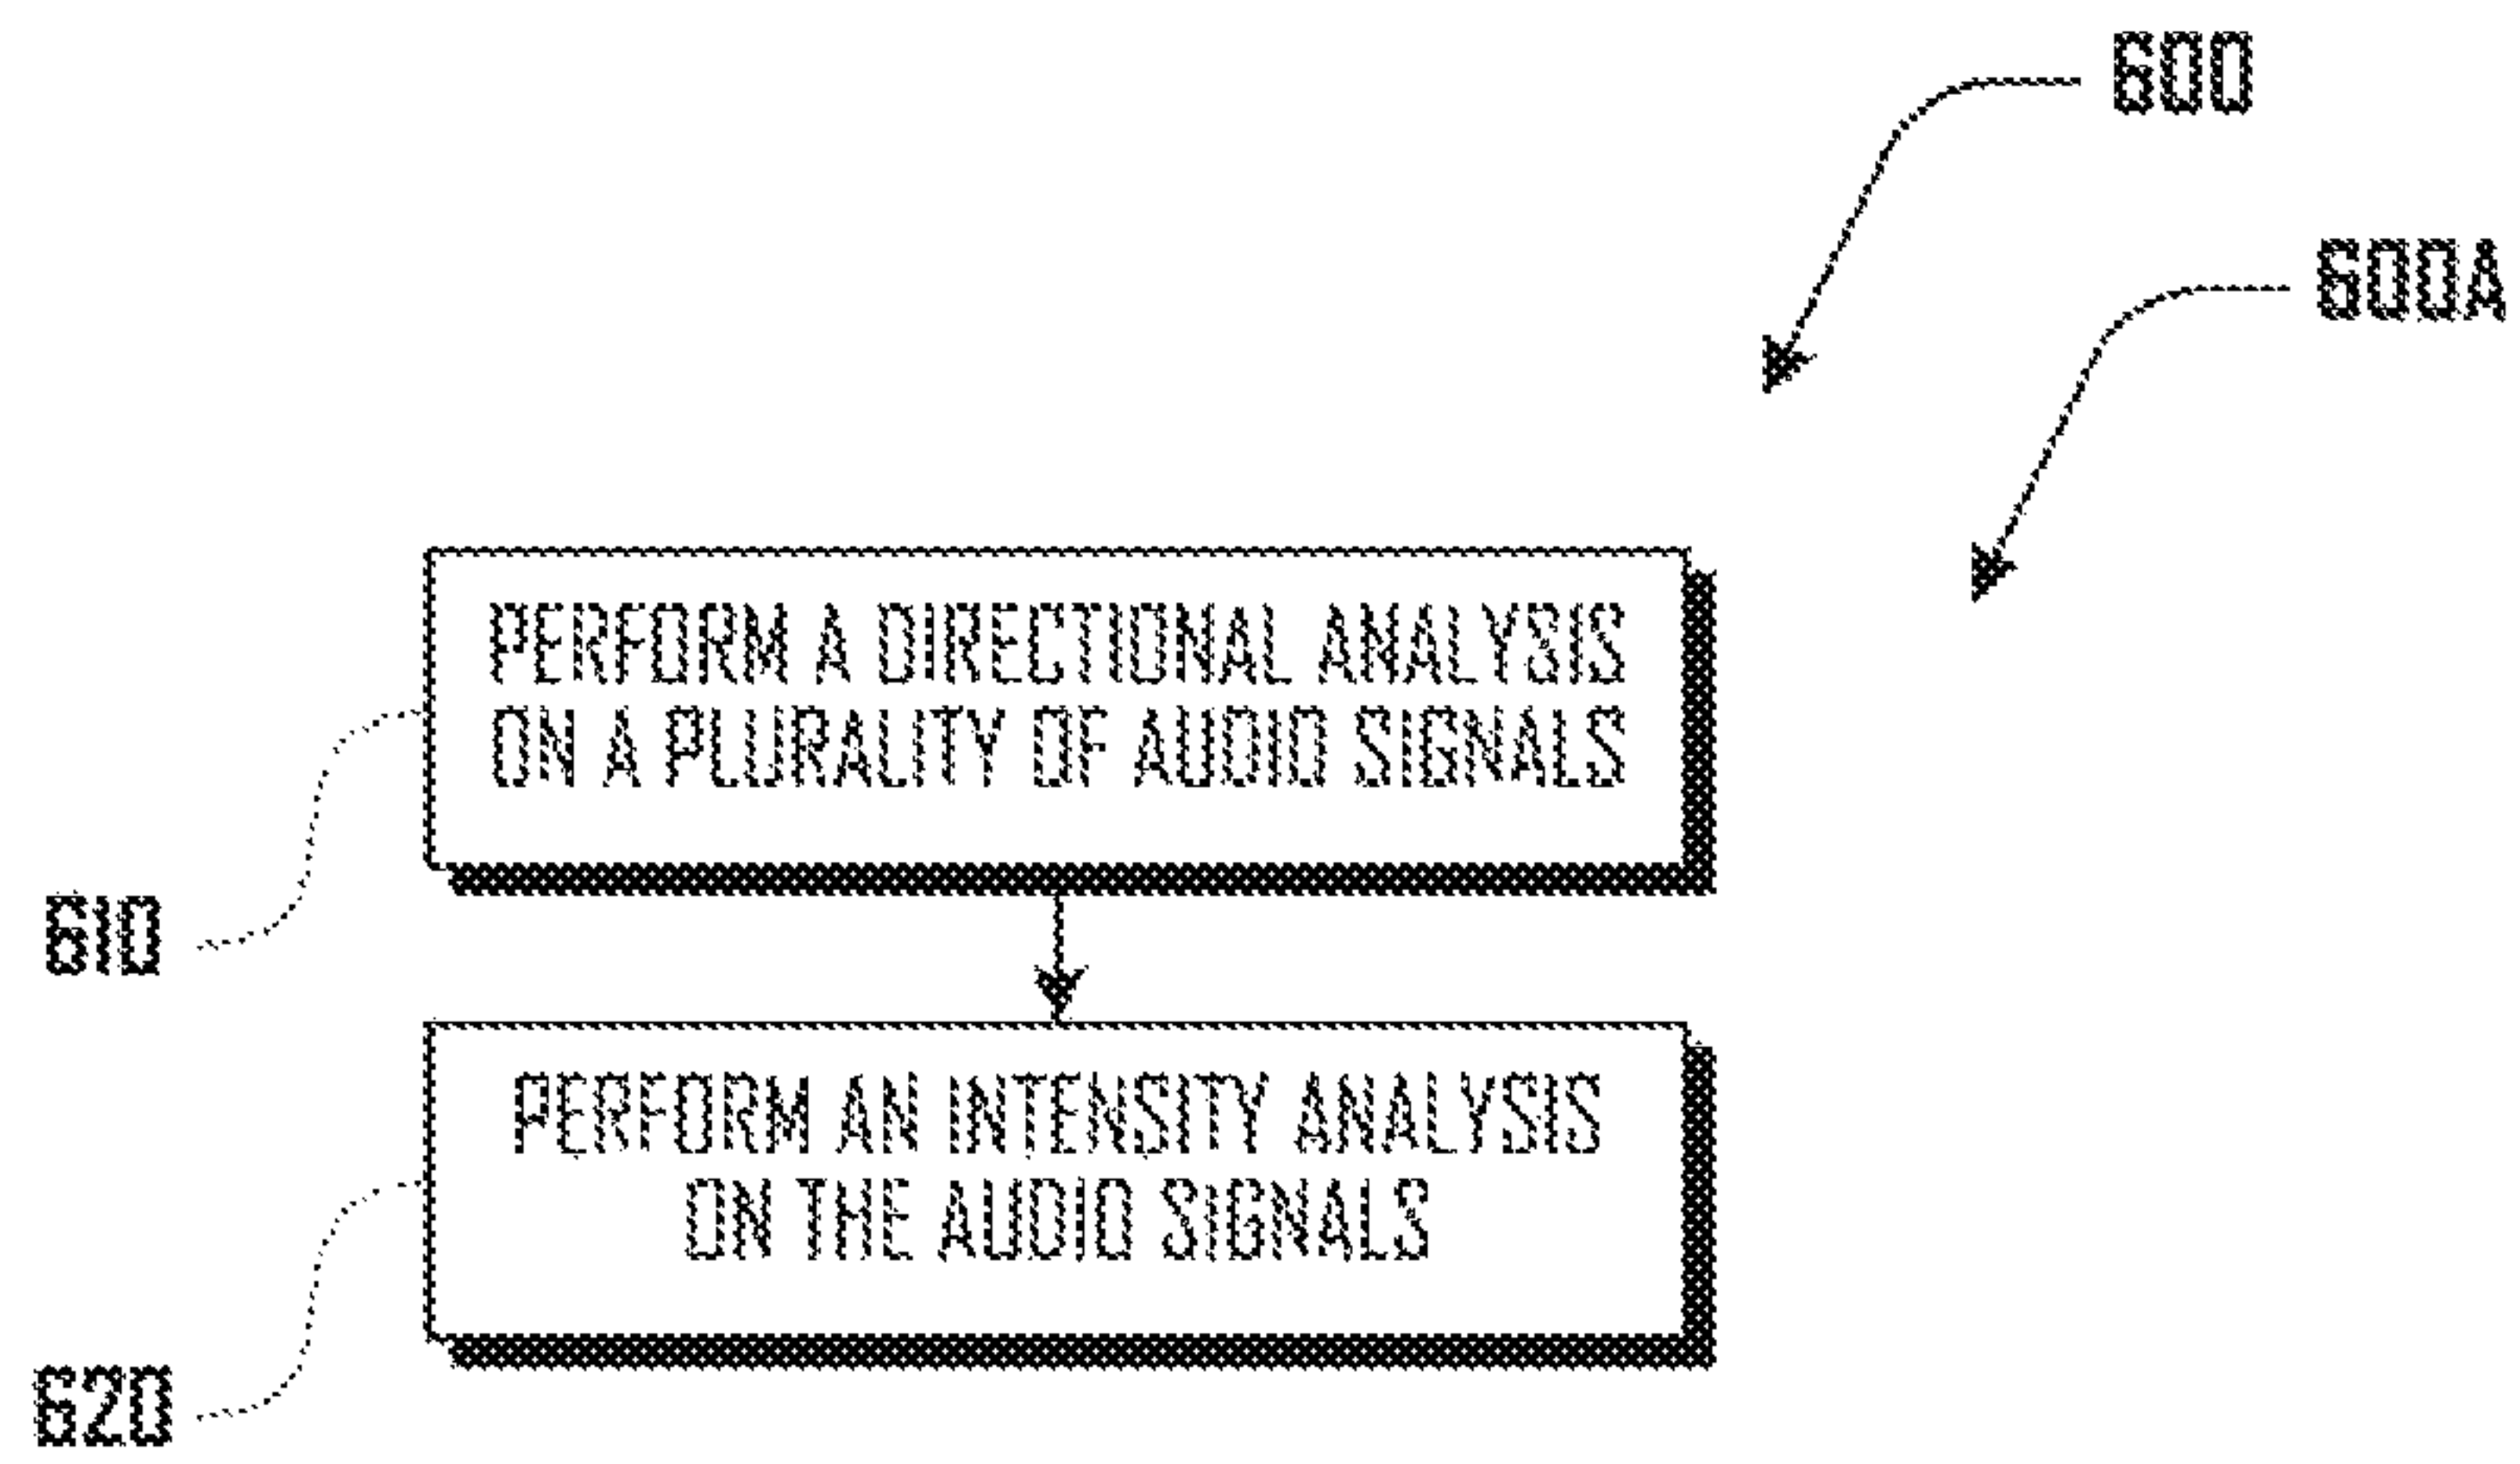 600
600A
PERFORM A DIRECTIONAL ANALYSIS
ON A PLURALITY OF AUDIO SIGNALS
610
PERFORM AN INTENSITY ANALYSIS
ON THE AUDIO SIGNALS
620